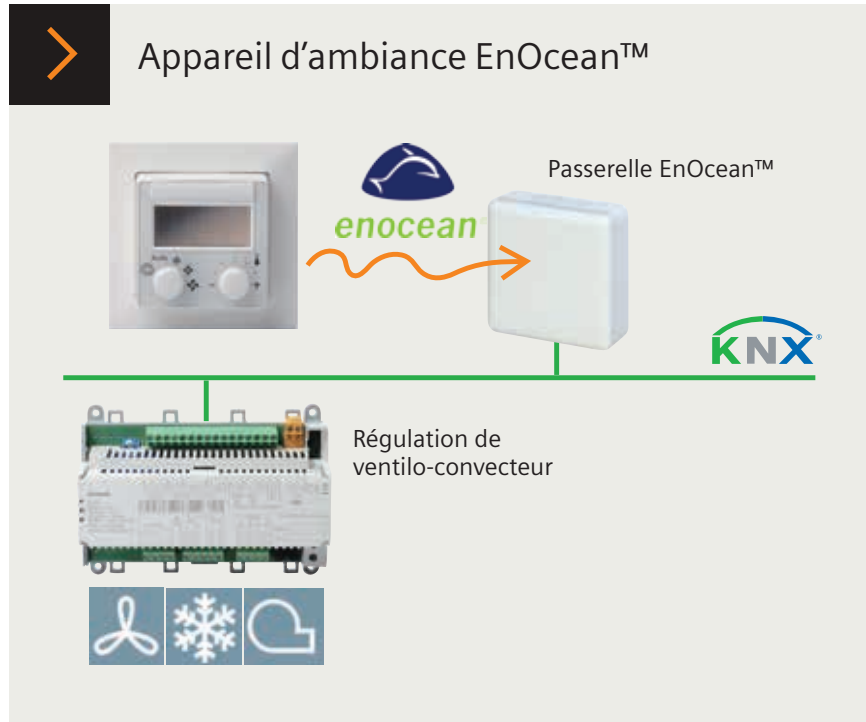 Appareil d'ambiance EnOcean™
Passerelle EnOcean™
enocean®
KNX®
Régulation de
ventilo-convecteur